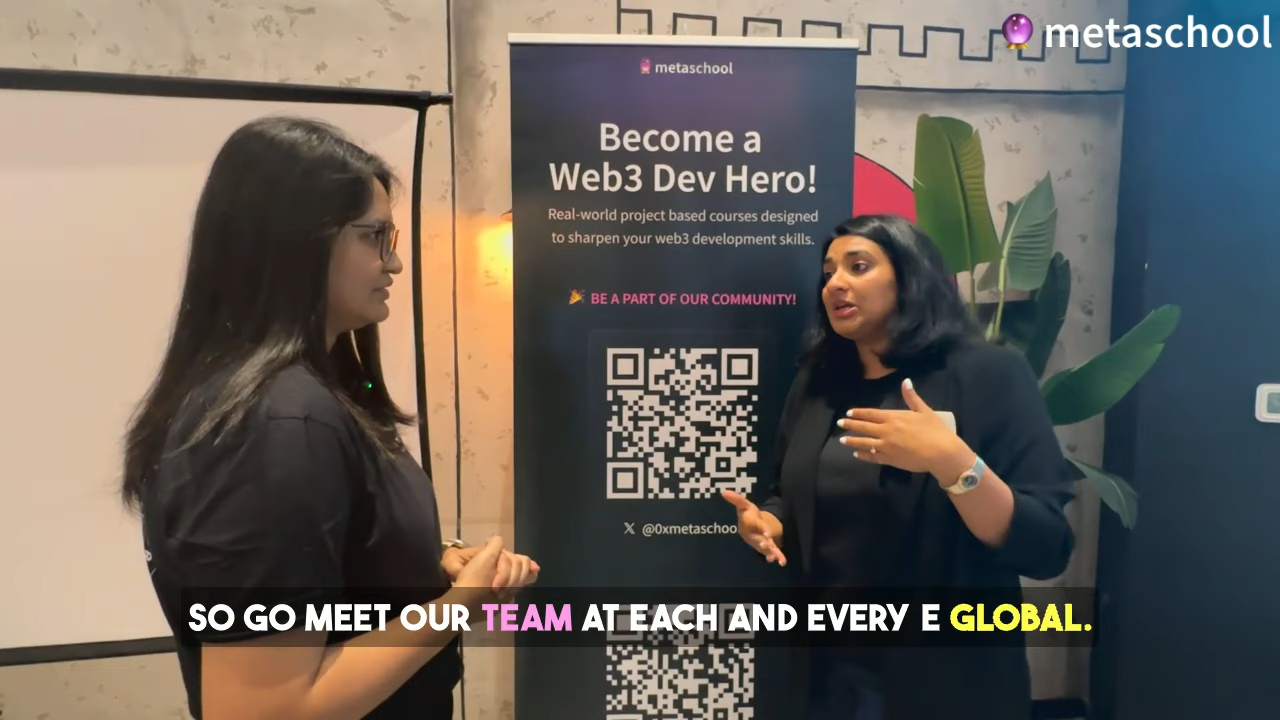 metaschool
metaschool
Become a
Web3 Dev Hero!
Real-world project based courses designed
to sharpen your web3 development skills.
🎉 BE A PART OF OUR COMMUNITY!
X @0xmetaschool
SO GO MEET OUR TEAM AT EACH AND EVERY E GLOBAL.